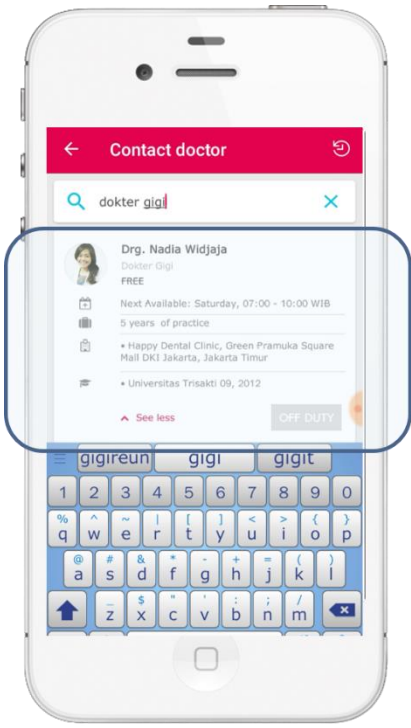 Contact doctor
dokter gigi
Drg. Nadia Widjaja
Dokter Gigi
FREE
Next Available: Saturday, 07:00 - 10:00 WIB
5 years of practice
• Happy Dental Clinic, Green Pramuka Square
Mall DKI Jakarta, Jakarta Timur
• Universitas Trisakti 09, 2012
See less
OFF DUTY
gigireun gigi gigit
1 2 3 4 5 6 7 8 9 0
% ^ ~ | [ ] < > { }
q w e r t y u i o p
@ # & * - + = ( )
a s d f g h j k l
_ $ " ' : ; /
z x c v b n m